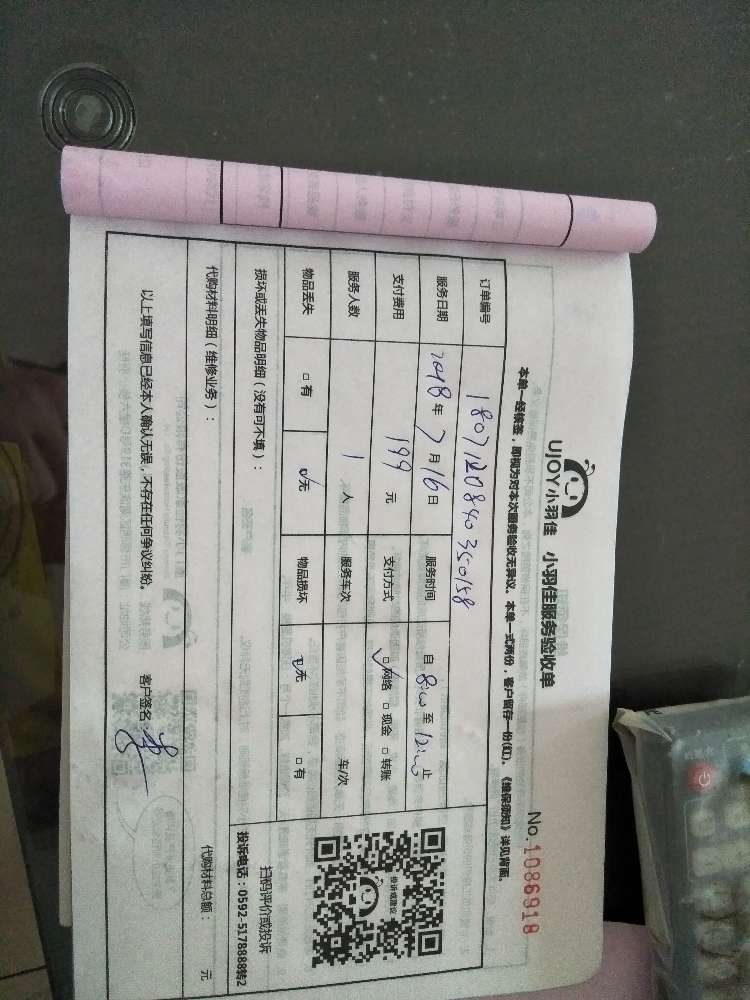 UJOY小羽佳 小羽佳服务验收单 No.1086918
本单一经核签，即视为对本次服务验收无异议。本单一式两份，客户留存一份(红)。《维保须知》详见背面。
订单编号 180712084035０158
服务日期 2018年7月16日 服务时间 自8:00至12:00止
支付费用 199元 支付方式 ☑网络 □现金 □转账
服务人数 1人 服务车次 车/次
物品丢失 □有 ☑无 物品损坏 ☑无 □有
损坏或丢失物品明细（没有可不填）：
投诉或建议
扫码评价或投诉
投诉电话：0592-5178888转2
代购材料明细（维修业务）： 代购材料总额： 元
以上填写信息已经本人确认无误，不存在任何争议纠纷。 客户签名：